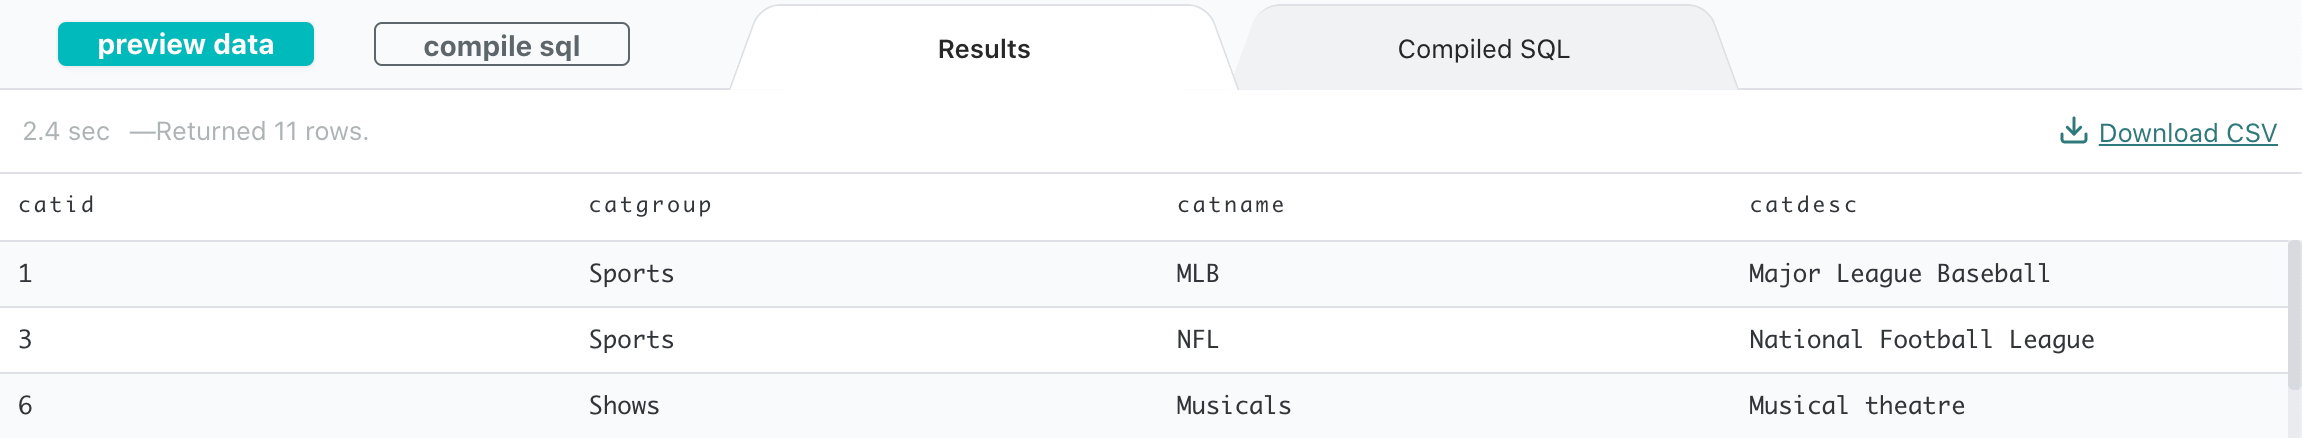 preview data compile sql Results Compiled SQL
2.4 sec —Returned 11 rows. Download CSV
catid catgroup catname catdesc
1 Sports MLB Major League Baseball
3 Sports NFL National Football League
6 Shows Musicals Musical theatre